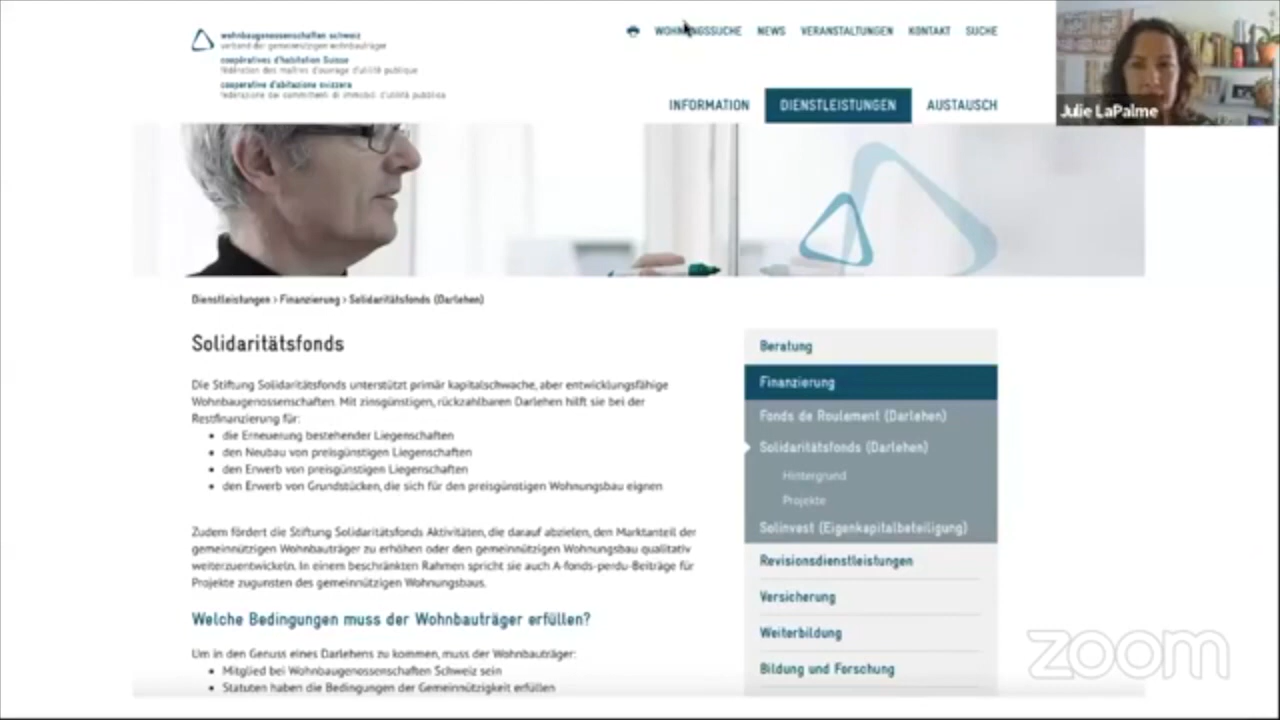 wohnbaugenossenschaften schweiz
verband der gemeinnützigen wohnbauträger
coopératives d'habitation Suisse
fédération des maîtres d'ouvrage d'utilité publique
cooperative d'abitazione svizzera
federazione dei committenti di immobili d'utilità pubblica
WOHNUNGSSUCHE NEWS VERANSTALTUNGEN KONTAKT SUCHE
INFORMATION DIENSTLEISTUNGEN AUSTAUSCH
Julie LaPalme
Dienstleistungen › Finanzierung › Solidaritätsfonds (Darlehen)
Solidaritätsfonds
Die Stiftung Solidaritätsfonds unterstützt primär kapitalschwache, aber entwicklungsfähige
Wohnbaugenossenschaften. Mit zinsgünstigen, rückzahlbaren Darlehen hilft sie bei der
Restfinanzierung für:
• die Erneuerung bestehender Liegenschaften
• den Neubau von preisgünstigen Liegenschaften
• den Erwerb von preisgünstigen Liegenschaften
• den Erwerb von Grundstücken, die sich für den preisgünstigen Wohnungsbau eignen
Zudem fördert die Stiftung Solidaritätsfonds Aktivitäten, die darauf abzielen, den Marktanteil der
gemeinnützigen Wohnbauträger zu erhöhen oder den gemeinnützigen Wohnungsbau qualitativ
weiterzuentwickeln. In einem beschränkten Rahmen spricht sie auch A-fonds-perdu-Beiträge für
Projekte zugunsten des gemeinnützigen Wohnungsbaus.
Welche Bedingungen muss der Wohnbauträger erfüllen?
Um in den Genuss eines Darlehens zu kommen, muss der Wohnbauträger:
• Mitglied bei Wohnbaugenossenschaften Schweiz sein
• Statuten haben die Bedingungen der Gemeinnützigkeit erfüllen
Beratung
Finanzierung
Fonds de Roulement (Darlehen)
Solidaritätsfonds (Darlehen)
Hintergrund
Projekte
Solinvest (Eigenkapitalbeteiligung)
Revisionsdienstleistungen
Versicherung
Weiterbildung
Bildung und Forschung
zoom